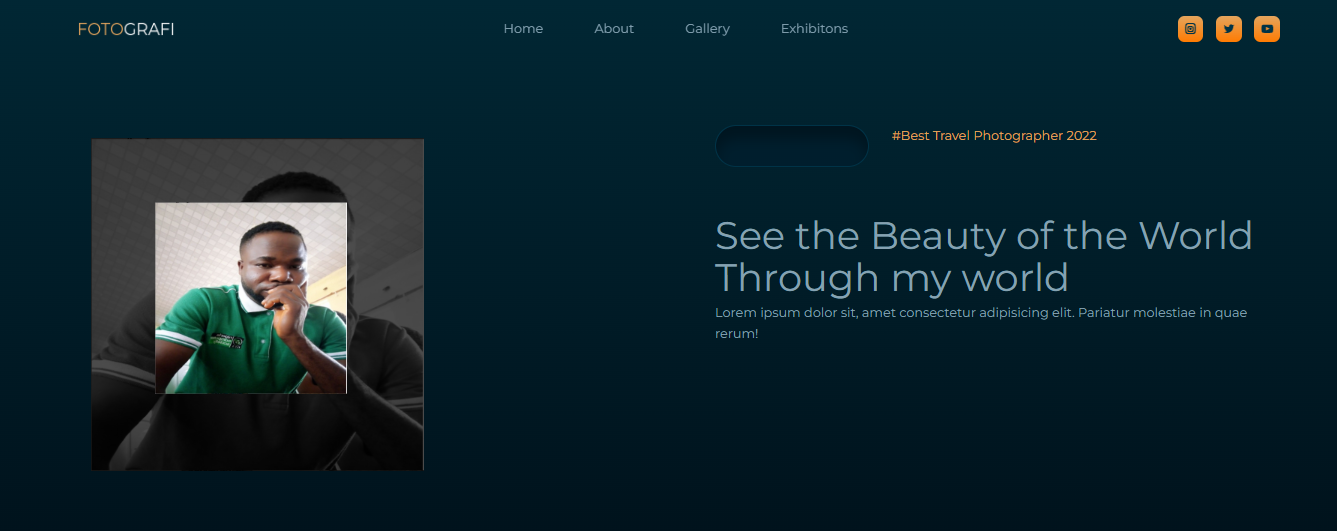 FOTOGRAFI
Home
About
Gallery
Exhibitons
#Best Travel Photographer 2022
See the Beauty of the World
Through my world
Lorem ipsum dolor sit, amet consectetur adipisicing elit. Pariatur molestiae in quae
rerum!